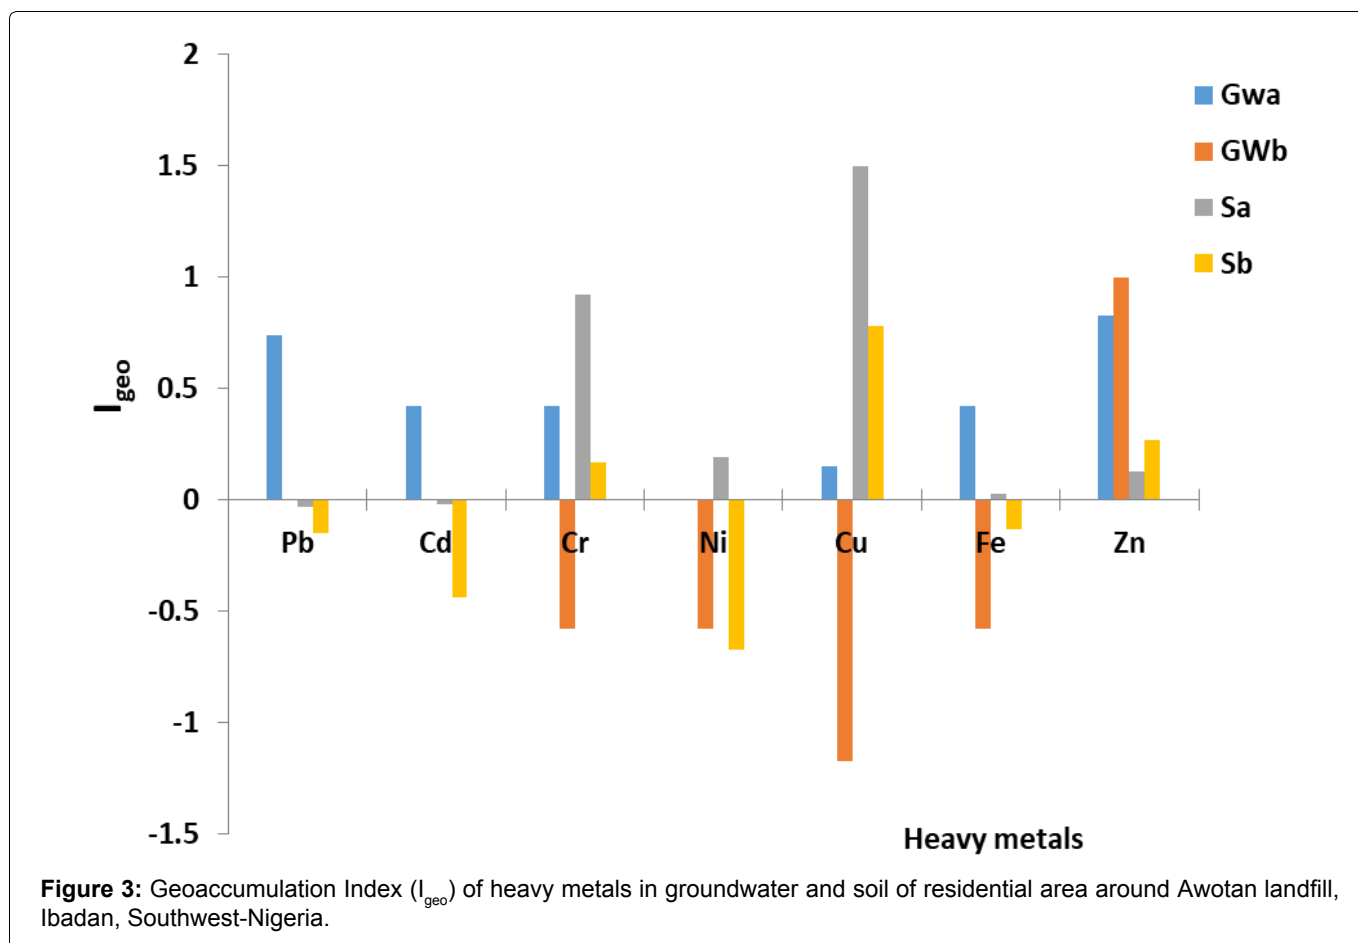 2
1.5
1
0.5
0
-0.5
-1
-1.5
Igeo
Gwa
GWb
Sa
Sb
Pb Cd Cr Ni Cu Fe Zn
Heavy metals
Figure 3: Geoaccumulation Index (Igeo) of heavy metals in groundwater and soil of residential area around Awotan landfill,
Ibadan, Southwest-Nigeria.